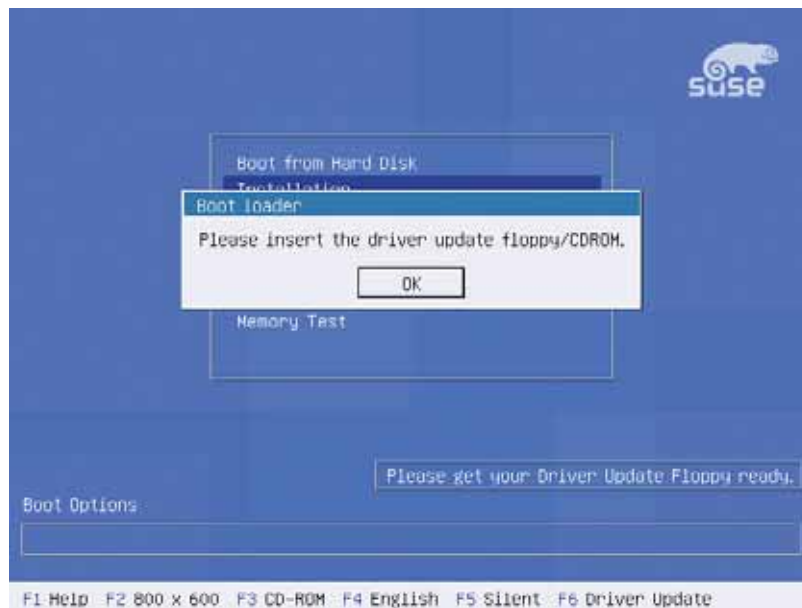 suse
Boot from Hard Disk
Installation
Boot loader
Please insert the driver update floppy/CDROM.
OK
Memory Test
Please get your Driver Update Floppy ready.
Boot Options
F1 Help F2 800 x 600 F3 CD-ROM F4 English F5 Silent F6 Driver Update